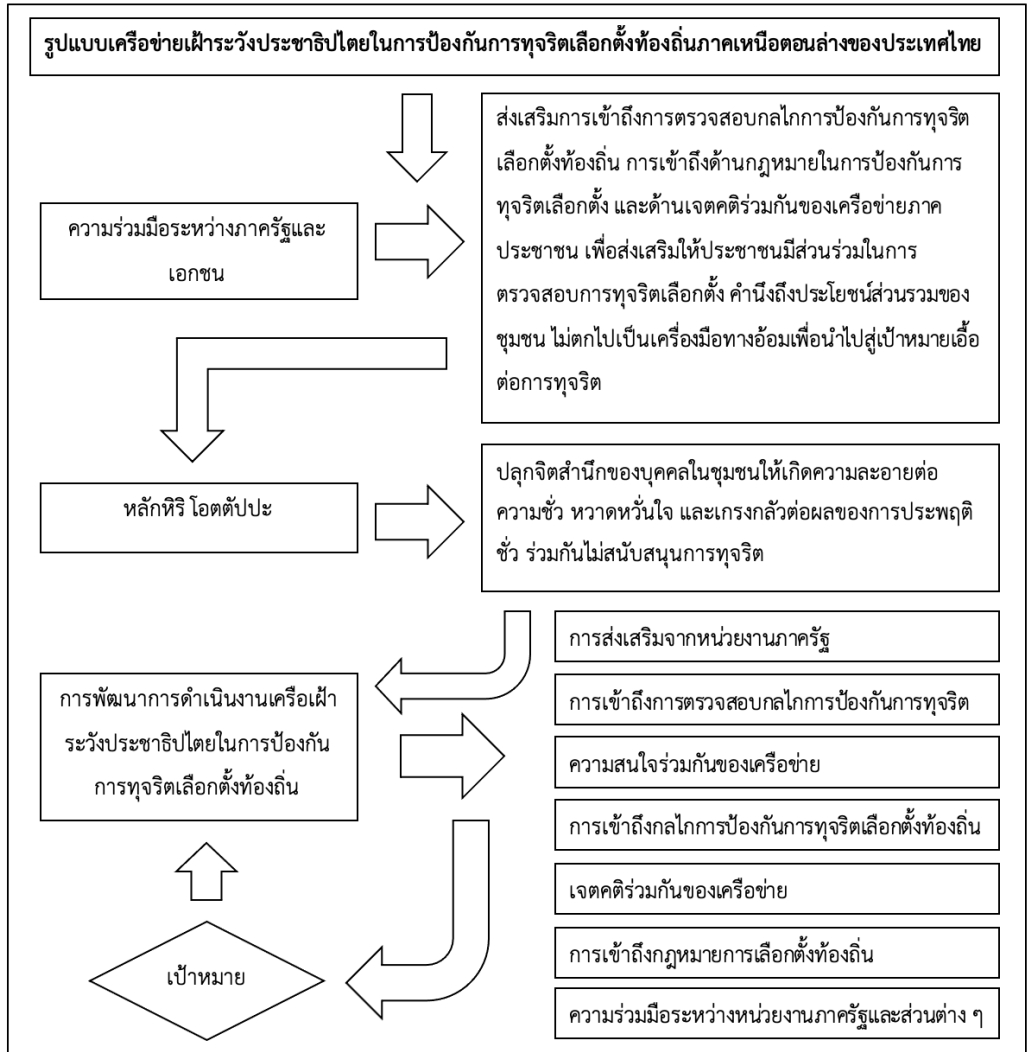 รูปแบบเครือข่ายเฝ้าระวังประชาธิปไตยในการป้องกันการทุจริตเลือกตั้งท้องถิ่นภาคเหนือตอนล่างของประเทศไทย
ความร่วมมือระหว่างภาครัฐและ
เอกชน
ส่งเสริมการเข้าถึงการตรวจสอบกลไกการป้องกันการทุจริต
เลือกตั้งท้องถิ่น การเข้าถึงด้านกฎหมายในการป้องกันการ
ทุจริตเลือกตั้ง และด้านเจตคติร่วมกันของเครือข่ายภาค
ประชาชน เพื่อส่งเสริมให้ประชาชนมีส่วนร่วมในการ
ตรวจสอบการทุจริตเลือกตั้ง คำนึงถึงประโยชน์ส่วนรวมของ
ชุมชน ไม่ตกไปเป็นเครื่องมือทางอ้อมเพื่อนำไปสู่เป้าหมายเอื้อ
ต่อการทุจริต
หลักหิริ โอตตัปปะ
ปลุกจิตสำนึกของบุคคลในชุมชนให้เกิดความละอายต่อ
ความชั่ว หวาดหวั่นใจ และเกรงกลัวต่อผลของการประพฤติ
ชั่ว ร่วมกันไม่สนับสนุนการทุจริต
การพัฒนาการดำเนินงานเครือเฝ้า
ระวังประชาธิปไตยในการป้องกัน
การทุจริตเลือกตั้งท้องถิ่น
การส่งเสริมจากหน่วยงานภาครัฐ
การเข้าถึงการตรวจสอบกลไกการป้องกันการทุจริต
ความสนใจร่วมกันของเครือข่าย
การเข้าถึงกลไกการป้องกันการทุจริตเลือกตั้งท้องถิ่น
เจตคติร่วมกันของเครือข่าย
การเข้าถึงกฎหมายการเลือกตั้งท้องถิ่น
ความร่วมมือระหว่างหน่วยงานภาครัฐและส่วนต่าง ๆ
เป้าหมาย